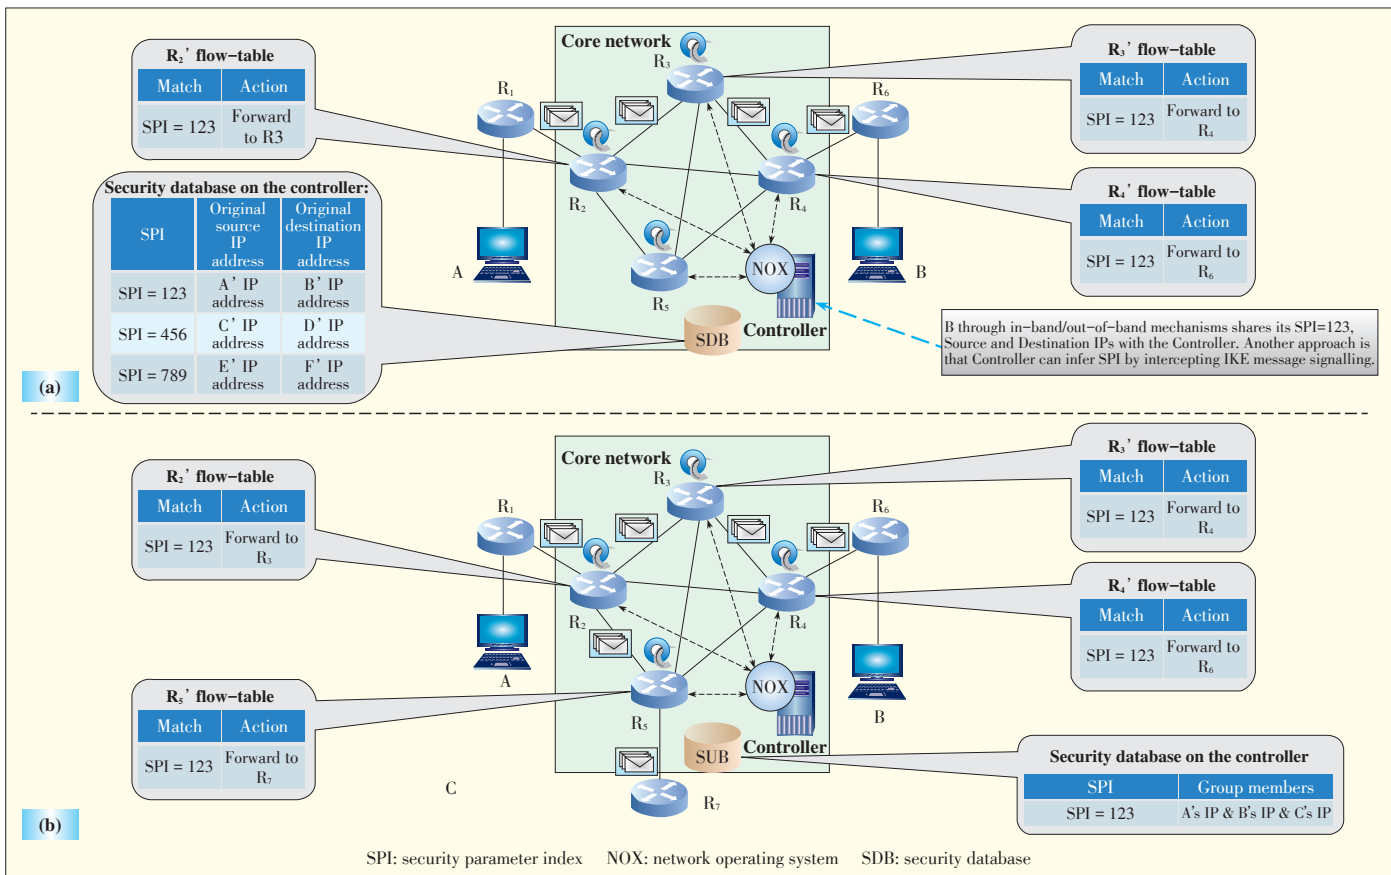 R₂’ flow-table
Match Action
SPI = 123 Forward to R3
Security database on the controller:
SPI Original source IP address Original destination IP address
SPI = 123 A’ IP address B’ IP address
SPI = 456 C’ IP address D’ IP address
SPI = 789 E’ IP address F’ IP address
(a)
Core network
R₃
R₁
R₆
R₂
R₄
R₅
A
B
NOX
Controller
SDB
R₃’ flow-table
Match Action
SPI = 123 Forward to R₄
R₄’ flow-table
Match Action
SPI = 123 Forward to R₆
B through in-band/out-of-band mechanisms shares its SPI=123,
Source and Destination IPs with the Controller. Another approach is
that Controller can infer SPI by intercepting IKE message signalling.
R₂’ flow-table
Match Action
SPI = 123 Forward to R₃
R₅’ flow-table
Match Action
SPI = 123 Forward to R₇
(b)
Core network
R₃
R₁
R₆
R₂
R₄
A
B
R₅
NOX
Controller
SUB
C
R₇
R₃’ flow-table
Match Action
SPI = 123 Forward to R₄
R₄’ flow-table
Match Action
SPI = 123 Forward to R₆
Security database on the controller
SPI Group members
SPI = 123 A's IP & B's IP & C's IP
SPI: security parameter index NOX: network operating system SDB: security database